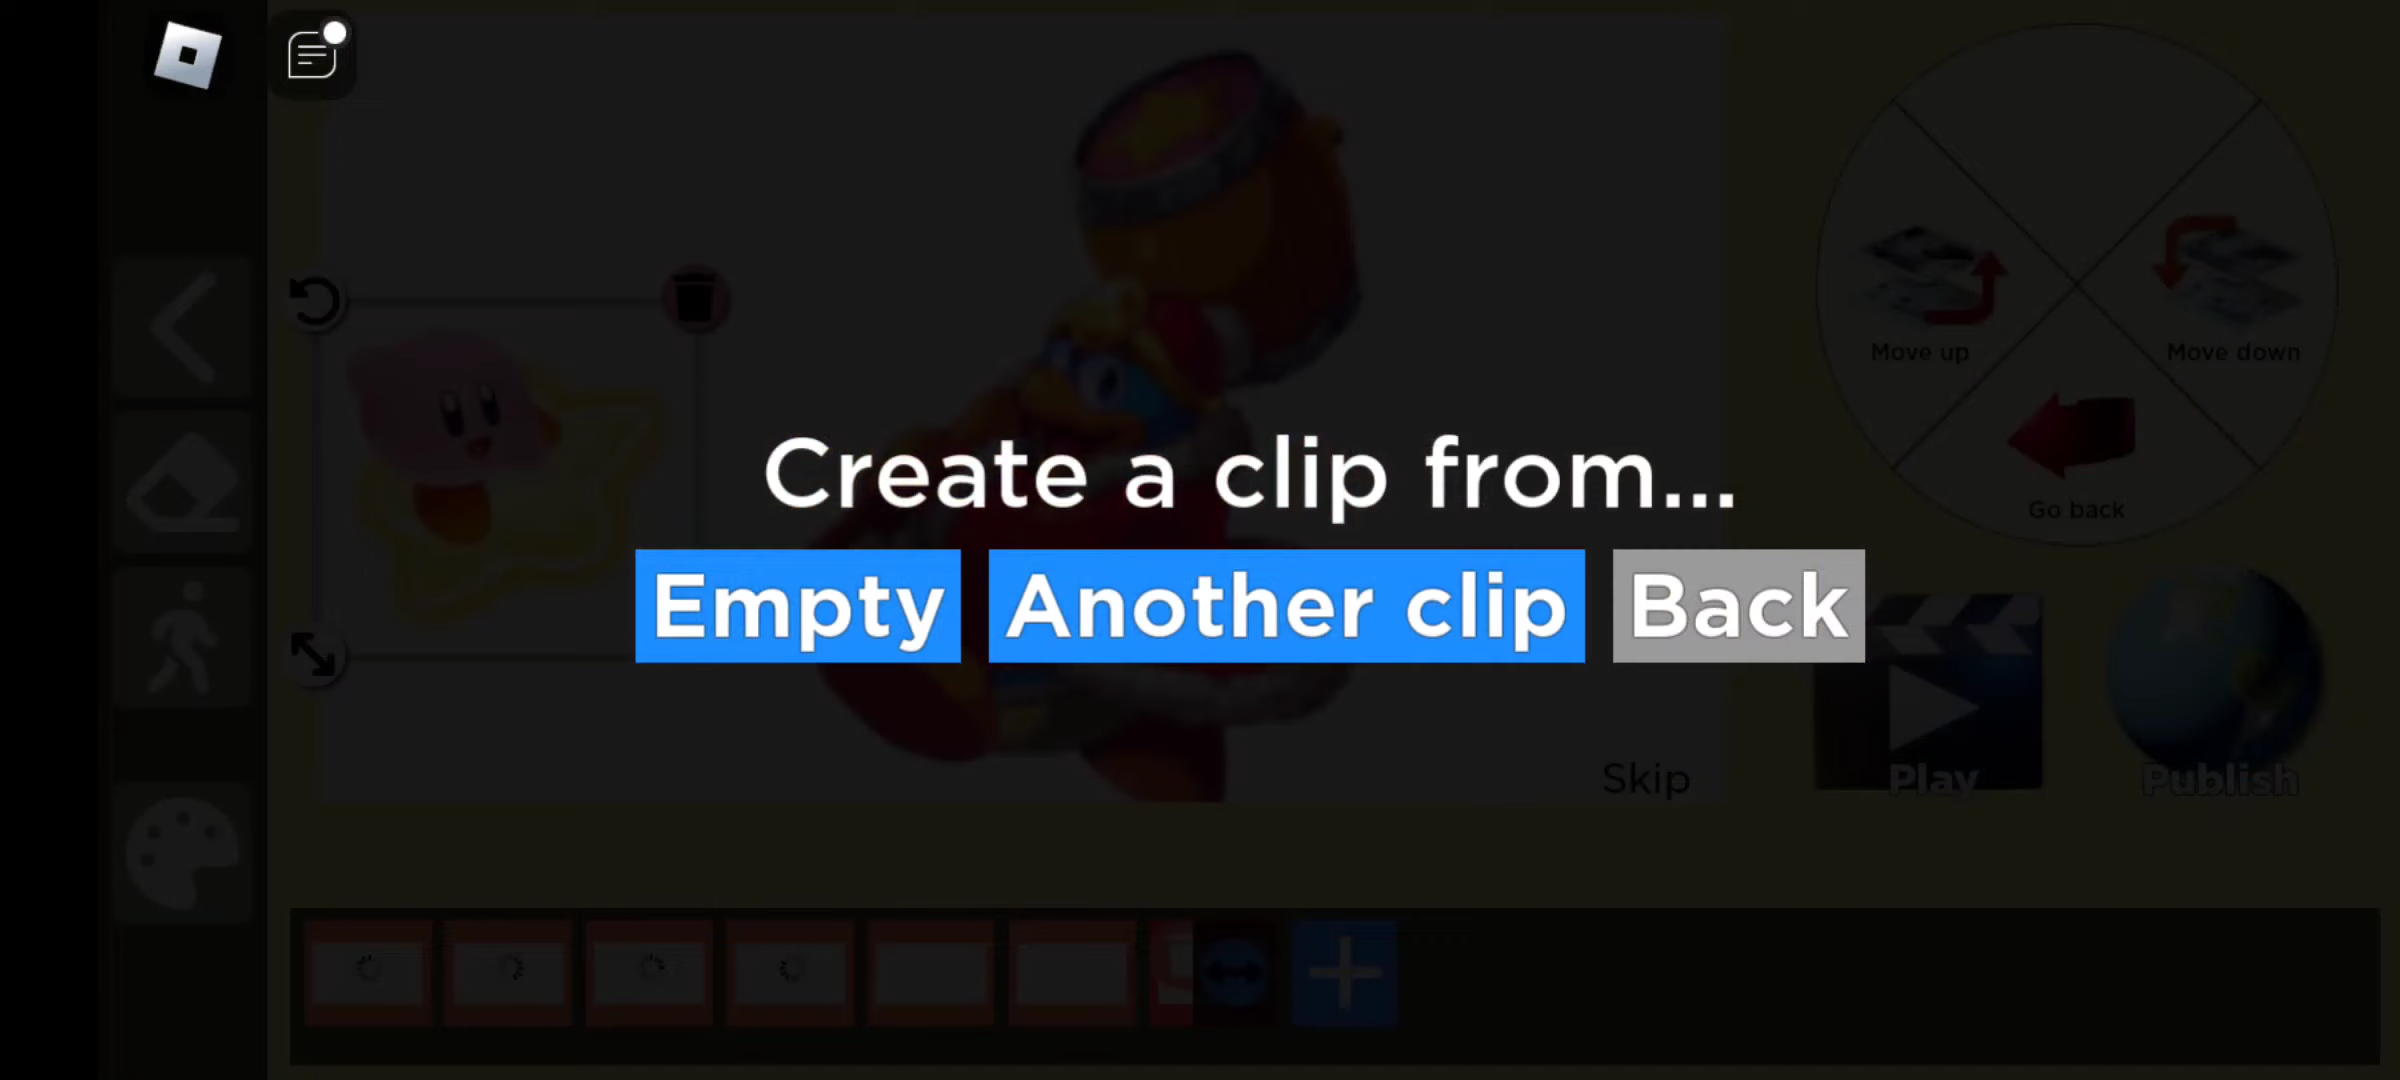 Move up
Move down
Go back
Create a clip from...
Empty Another clip Back
Skip
Play
Publish